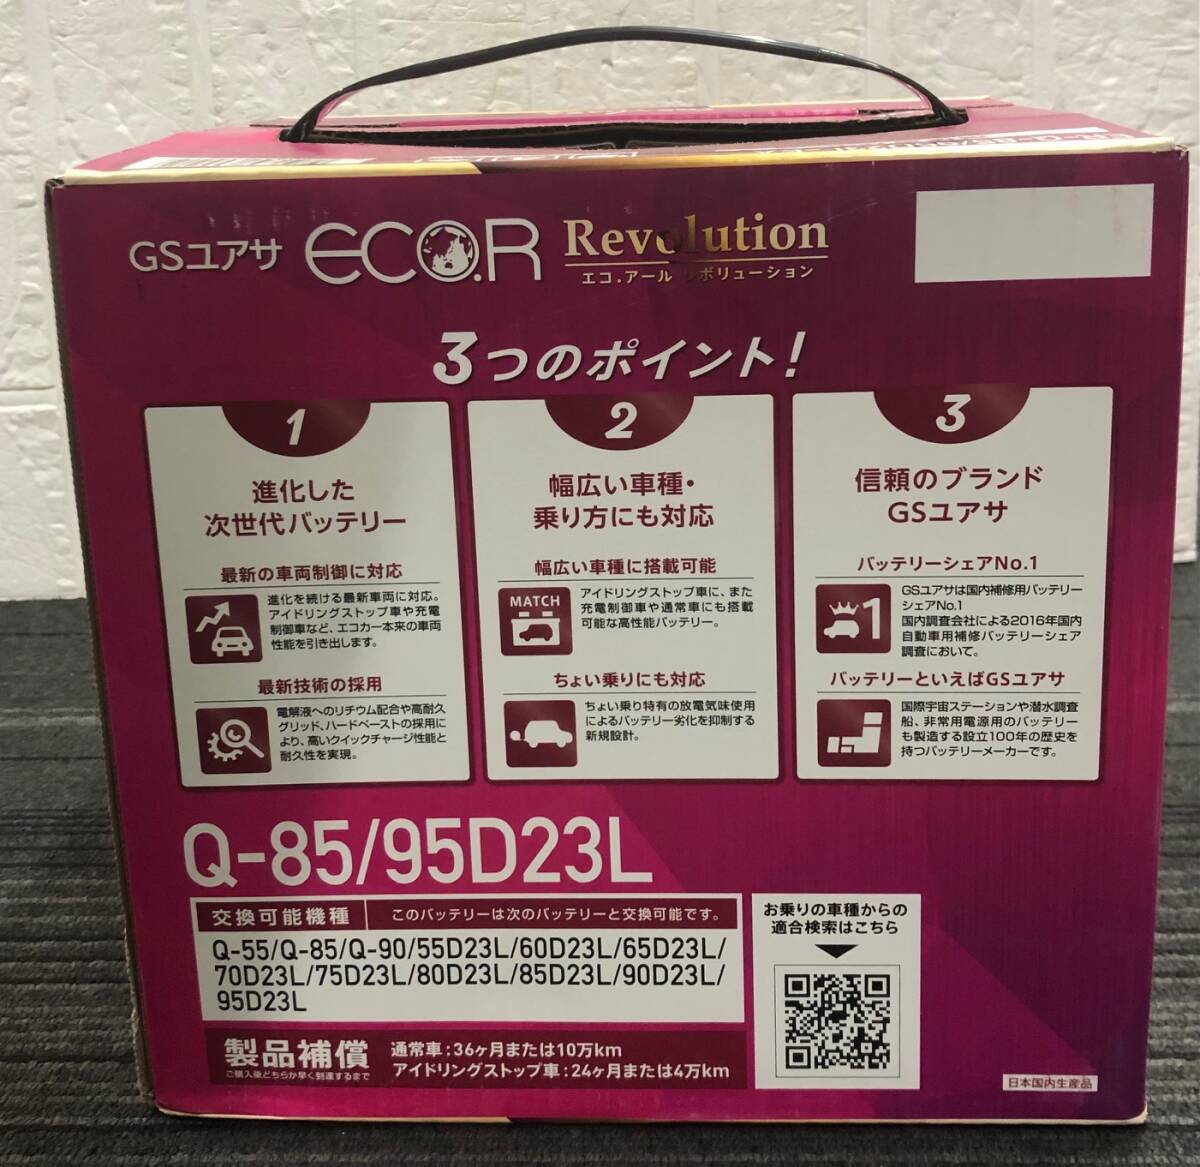 GSユアサ ECO.R Revolution
エコ.アール レボリューション
3つのポイント!
1
進化した
次世代バッテリー
最新の車両制御に対応
進化を続ける最新車両に対応。
アイドリングストップ車や充電
制御車など、エコカー本来の車両
性能を引き出します。
最新技術の採用
電解液へのリチウム配合や高耐久
グリッド、ハードペーストの採用に
より、高いクイックチャージ性能と
耐久性を実現。
2
幅広い車種・
乗り方にも対応
幅広い車種に搭載可能
MATCH
アイドリングストップ車に、また
充電制御車や通常車にも搭載
可能な高性能バッテリー。
ちょい乗りにも対応
ちょい乗り特有の放電気味使用
によるバッテリー劣化を抑制する
新規設計。
3
信頼のブランド
GSユアサ
バッテリーシェアNo.1
1
GSユアサは国内補修用バッテリー
シェアNo.1
国内調査会社による2016年国内
自動車用補修バッテリーシェア
調査において。
バッテリーといえばGSユアサ
国際宇宙ステーションや潜水調査
船、非常用電源用のバッテリー
も製造する設立100年の歴史を
持つバッテリーメーカーです。
Q-85/95D23L
交換可能機種 このバッテリーは次のバッテリーと交換可能です。
Q-55/Q-85/Q-90/55D23L/60D23L/65D23L/
70D23L/75D23L/80D23L/85D23L/90D23L/
95D23L
製品補償
ご購入後どちらか早く到達するまで
通常車:36ヶ月または10万km
アイドリングストップ車:24ヶ月または4万km
お乗りの車種からの
適合検索はこちら
日本国内生産品